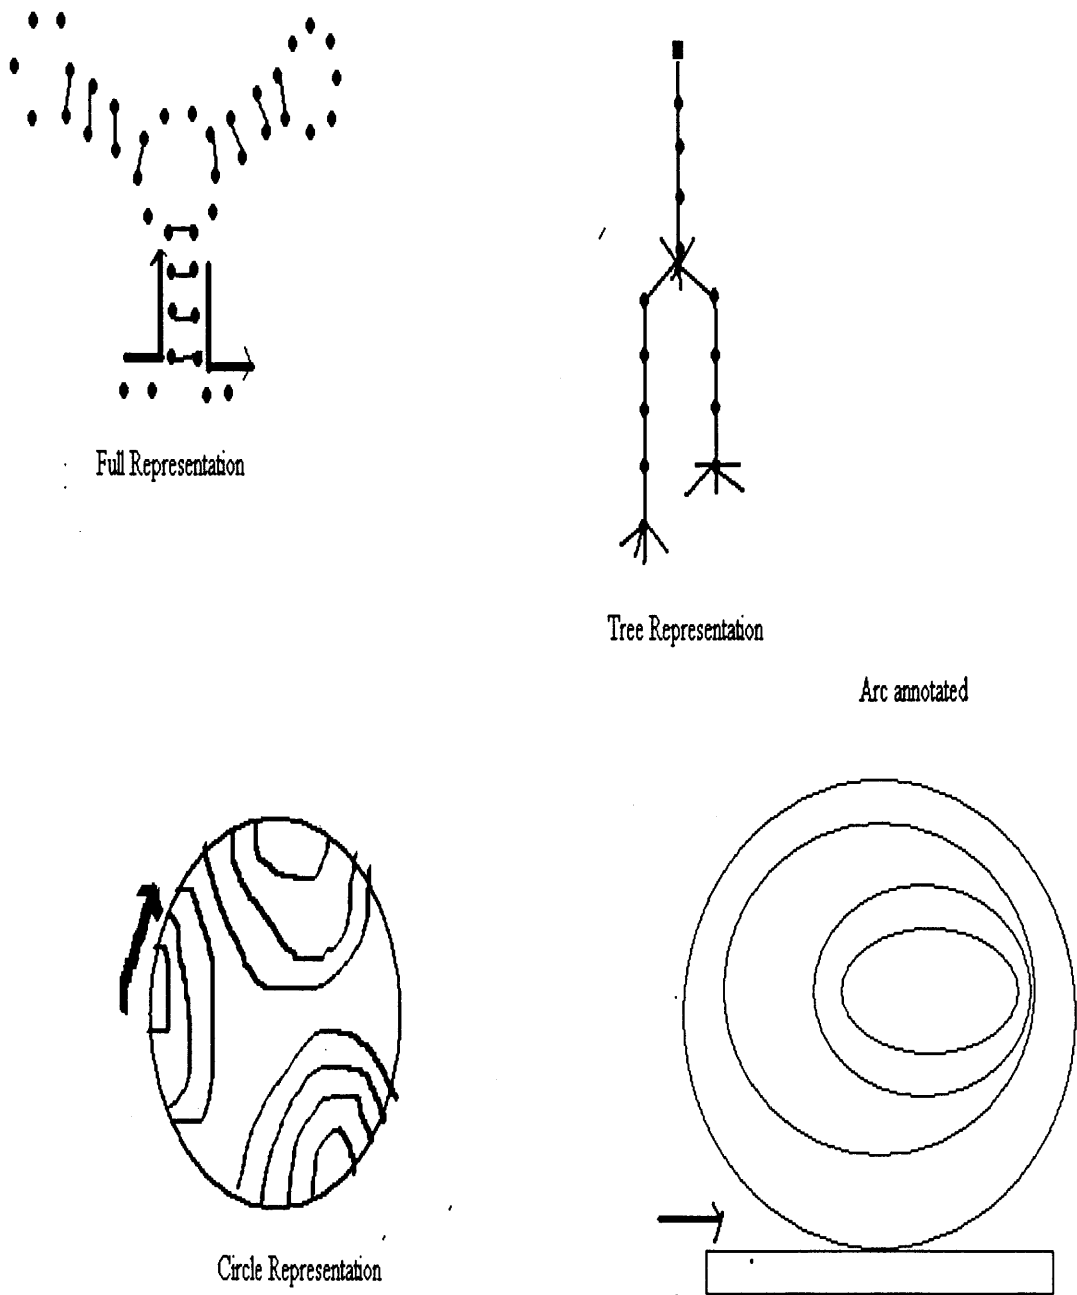 Full Representation
Tree Representation
Arc annotated
Circle Representation